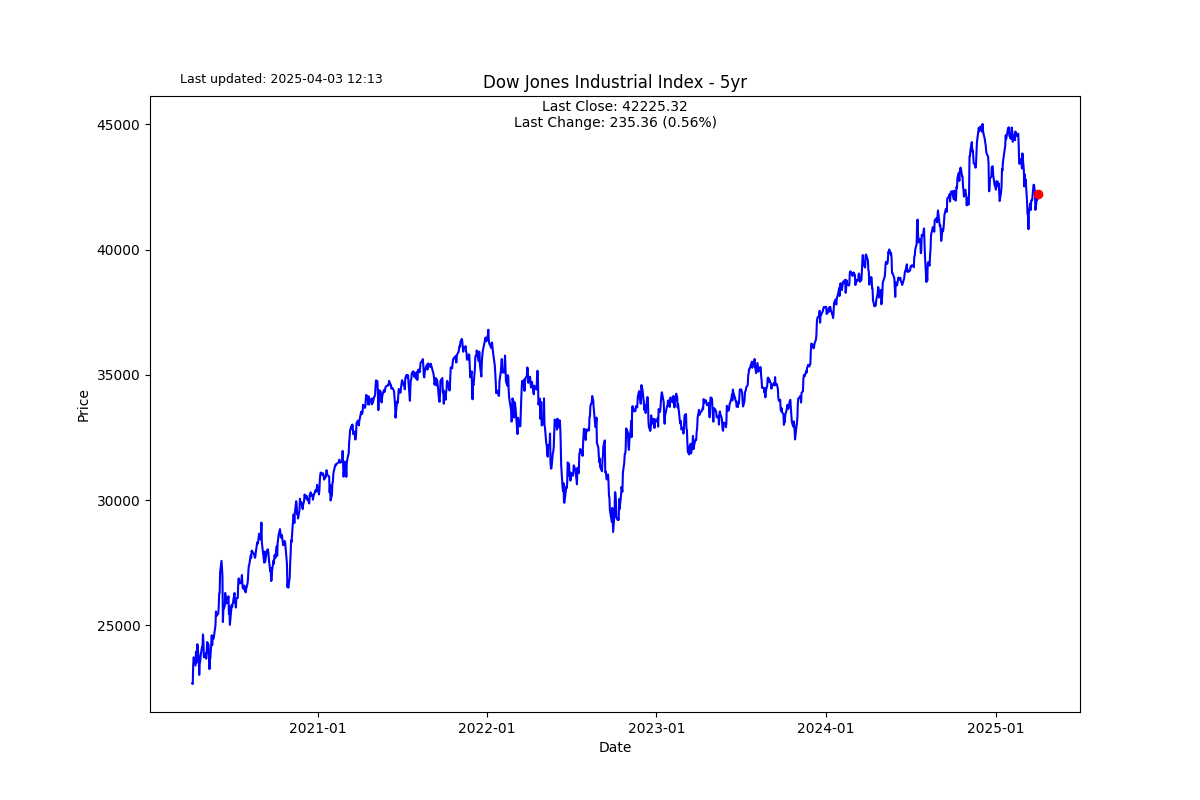 Last updated: 2025-04-03 12:13
Dow Jones Industrial Index - 5yr
Last Close: 42225.32
Last Change: 235.36 (0.56%)
45000
40000
35000
30000
25000
Price
2021-01
2022-01
2023-01
2024-01
2025-01
Date